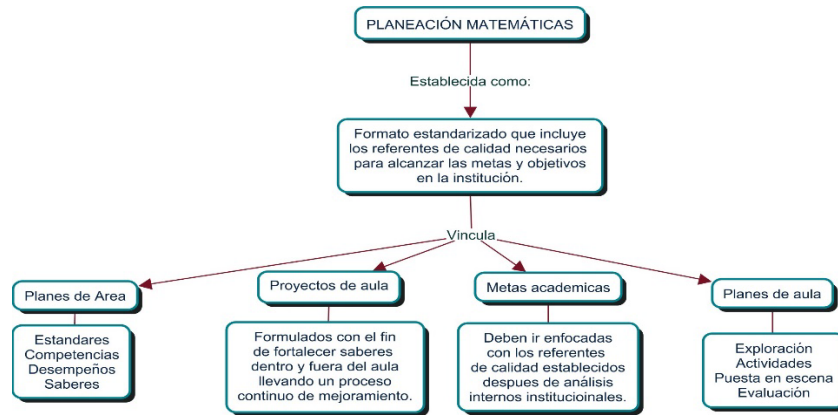 PLANEACIÓN MATEMÁTICAS
Establecida como:
Formato estandarizado que incluye
los referentes de calidad necesarios
para alcanzar las metas y objetivos
en la institución.
Vincula
Planes de Area
Estandares
Competencias
Desempeños
Saberes
Proyectos de aula
Formulados con el fin
de fortalecer saberes
dentro y fuera del aula
llevando un proceso
continuo de mejoramiento.
Metas academicas
Deben ir enfocadas
con los referentes
de calidad establecidos
despues de análisis
internos institucioinales.
Planes de aula
Exploración
Actividades
Puesta en escena
Evaluación